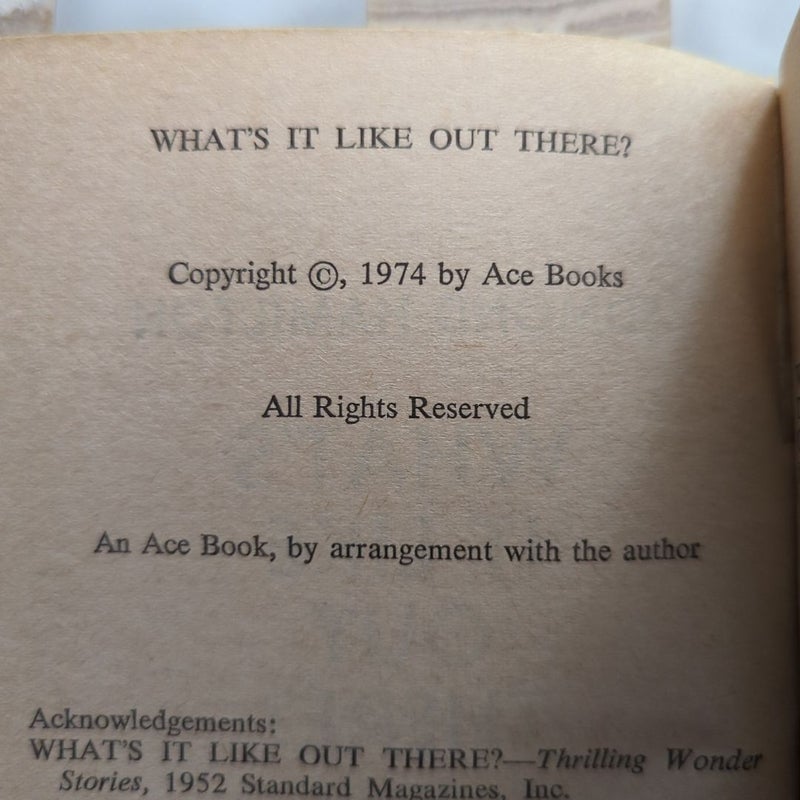 WHAT'S IT LIKE OUT THERE?
Copyright ©, 1974 by Ace Books
All Rights Reserved
An Ace Book, by arrangement with the author
Acknowledgements:
WHAT'S IT LIKE OUT THERE?—Thrilling Wonder
Stories, 1952 Standard Magazines, Inc.